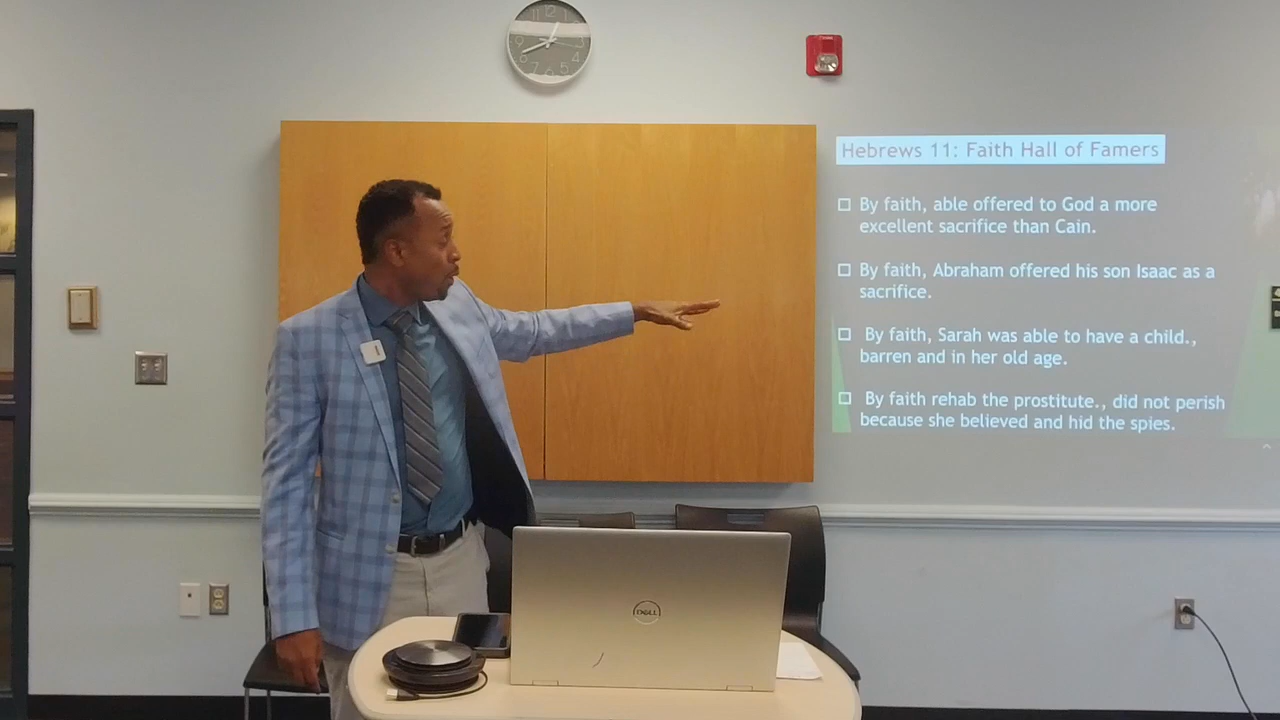 Hebrews 11: Faith Hall of Famers
By faith, able offered to God a more
excellent sacrifice than Cain.
By faith, Abraham offered his son Isaac as a
sacrifice.
By faith, Sarah was able to have a child.,
barren and in her old age.
By faith rehab the prostitute., did not perish
because she believed and hid the spies.
DELL